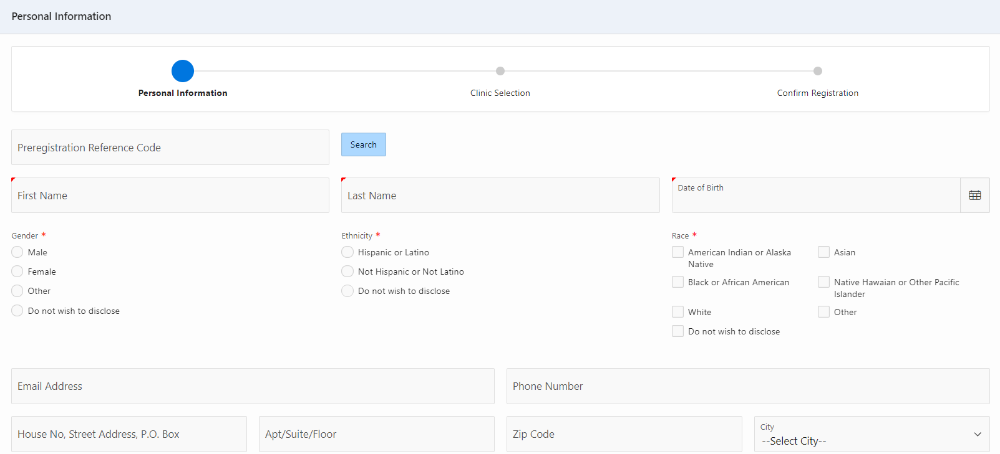 Personal Information
Personal Information
Clinic Selection
Confirm Registration
Preregistration Reference Code
Search
First Name
Last Name
Date of Birth
Gender *
Male
Female
Other
Do not wish to disclose
Ethnicity *
Hispanic or Latino
Not Hispanic or Not Latino
Do not wish to disclose
Race *
American Indian or Alaska
Native
Asian
Black or African American
Native Hawaian or Other Pacific
Islander
White
Other
Do not wish to disclose
Email Address
Phone Number
House No, Street Address, P.O. Box
Apt/Suite/Floor
Zip Code
City
--Select City--